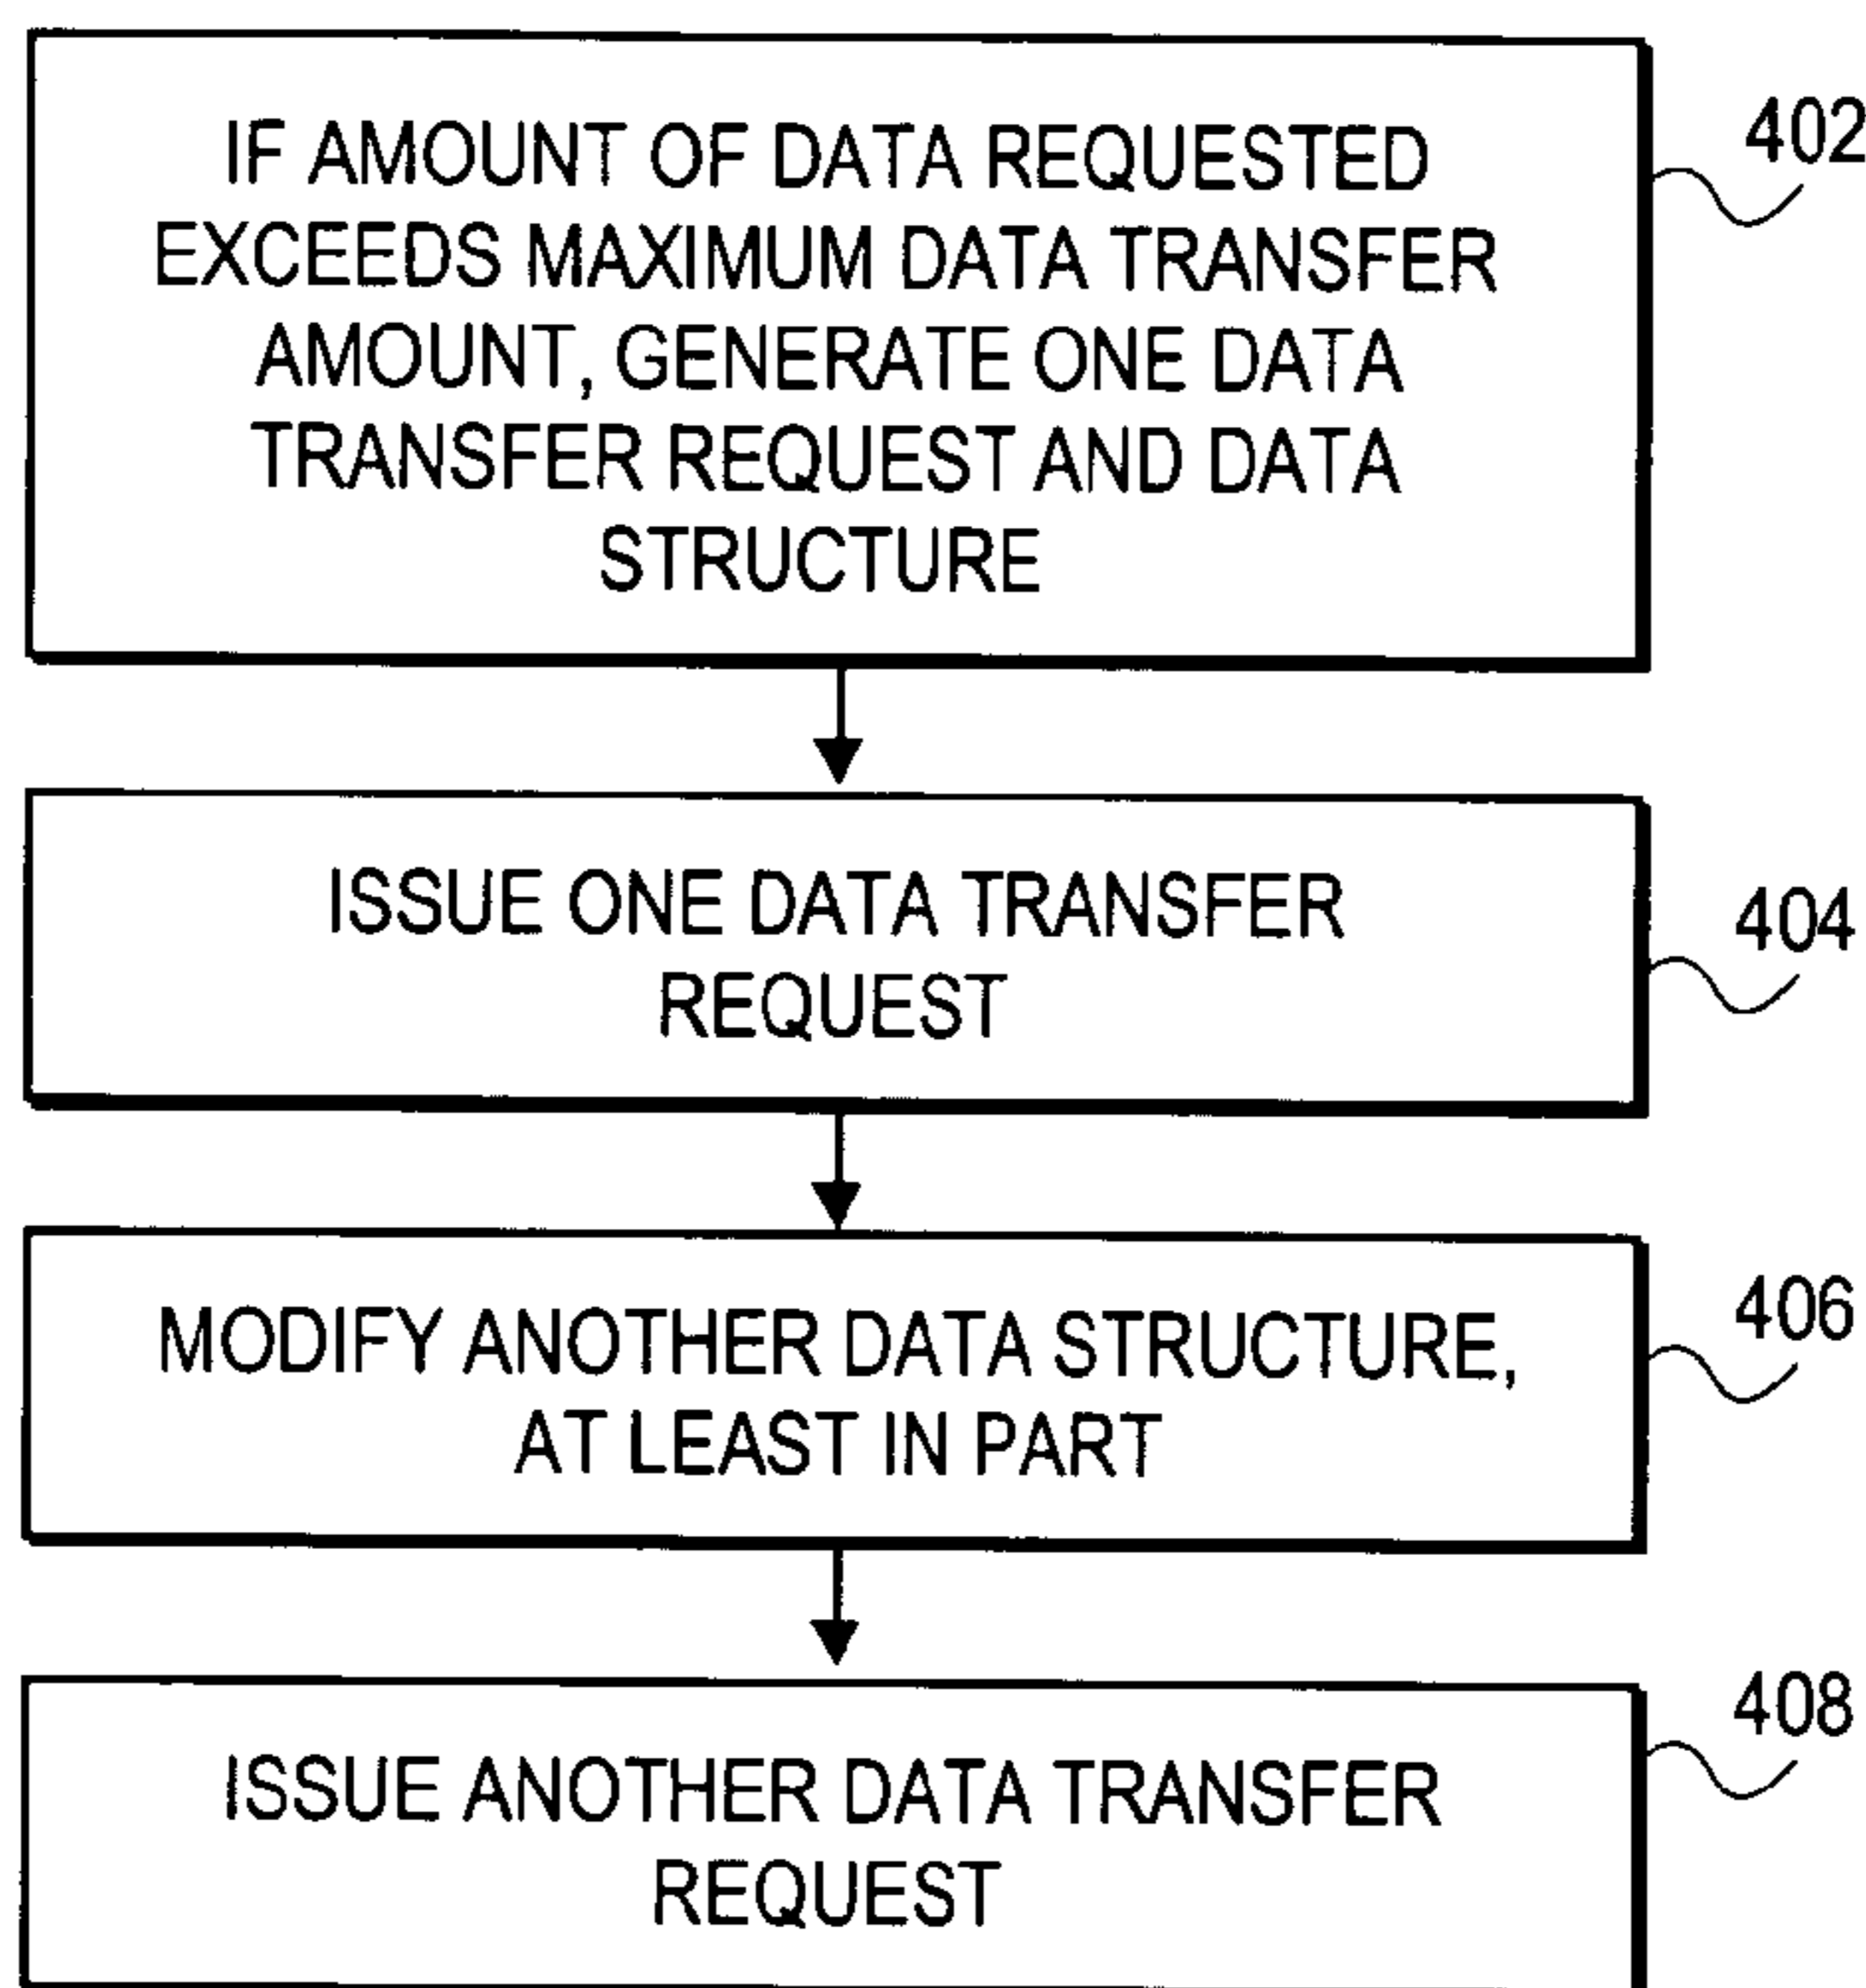 IF AMOUNT OF DATA REQUESTED
EXCEEDS MAXIMUM DATA TRANSFER
AMOUNT, GENERATE ONE DATA
TRANSFER REQUEST AND DATA
STRUCTURE
402
ISSUE ONE DATA TRANSFER
REQUEST
404
MODIFY ANOTHER DATA STRUCTURE,
AT LEAST IN PART
406
ISSUE ANOTHER DATA TRANSFER
REQUEST
408